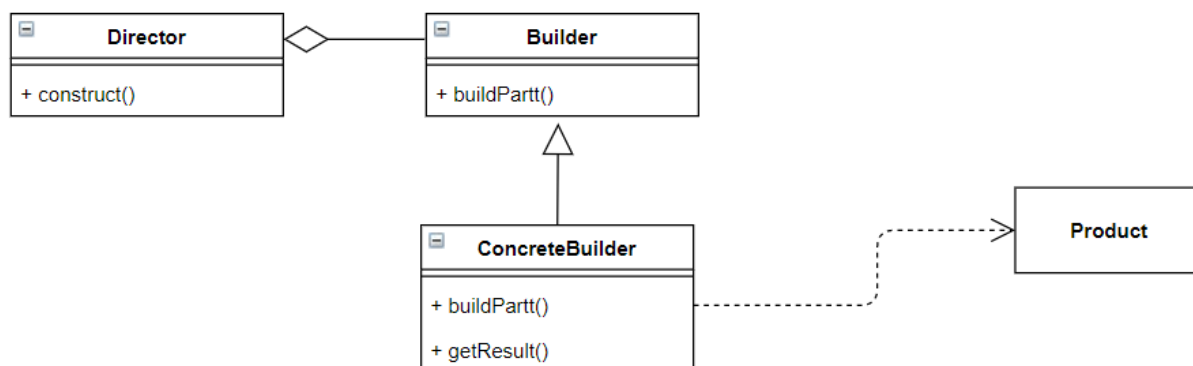 Director
+ construct()
Builder
+ buildPartt()
ConcreteBuilder
+ buildPartt()
+ getResult()
Product